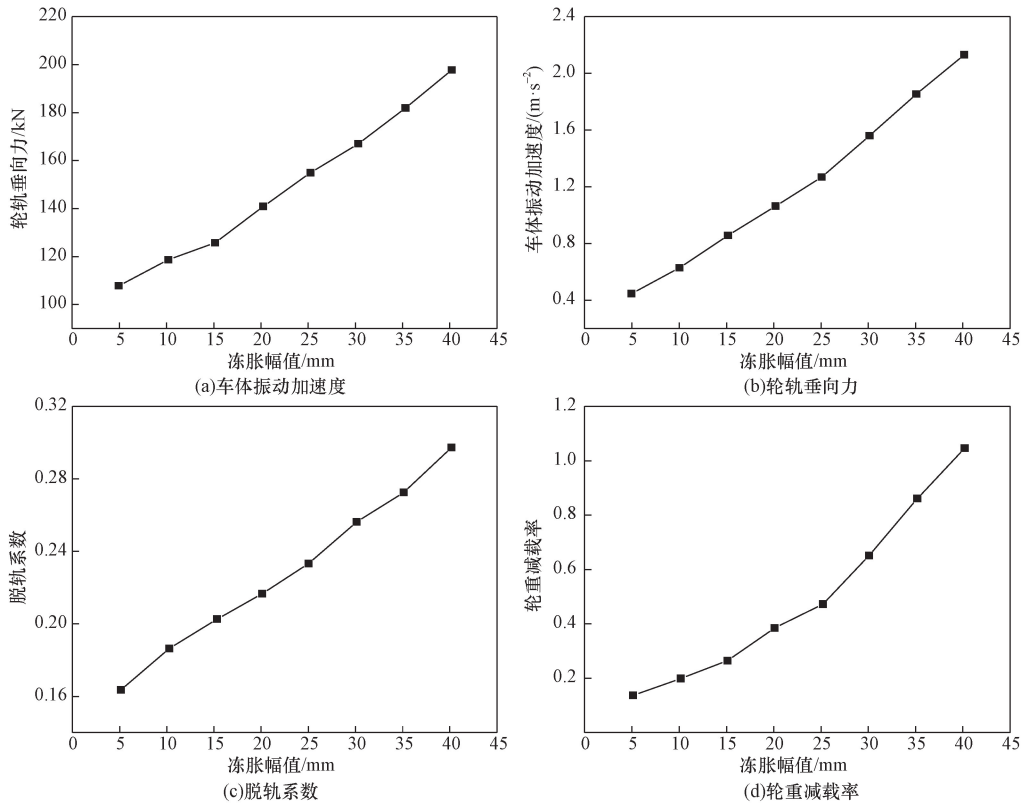 220
200
180
160
140
120
100
轮轨垂向力/kN
0 5 10 15 20 25 30 35 40 45
冻胀幅值/mm
(a)车体振动加速度
2.4
2.0
1.6
1.2
0.8
0.4
车体振动加速度/(m·s⁻²)
0 5 10 15 20 25 30 35 40 45
冻胀幅值/mm
(b)轮轨垂向力
0.32
0.28
0.24
0.20
0.16
脱轨系数
0 5 10 15 20 25 30 35 40 45
冻胀幅值/mm
(c)脱轨系数
1.2
1.0
0.8
0.6
0.4
0.2
轮重减载率
0 5 10 15 20 25 30 35 40 45
冻胀幅值/mm
(d)轮重减载率